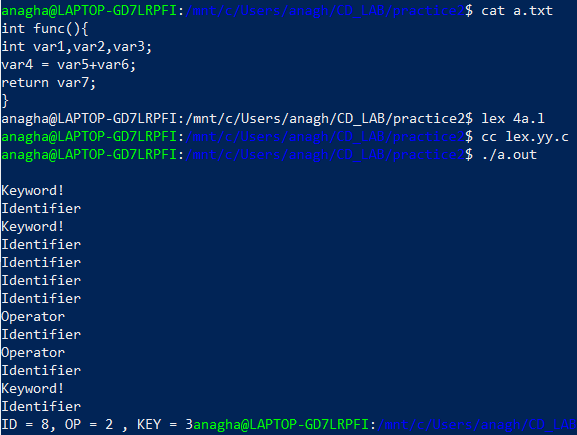 anagha@LAPTOP-GD7LRPFI:/mnt/c/Users/anagh/CD_LAB/practice2$ cat a.txt
int func(){
int var1,var2,var3;
var4 = var5+var6;
return var7;
}
anagha@LAPTOP-GD7LRPFI:/mnt/c/Users/anagh/CD_LAB/practice2$ lex 4a.l
anagha@LAPTOP-GD7LRPFI:/mnt/c/Users/anagh/CD_LAB/practice2$ cc lex.yy.c
anagha@LAPTOP-GD7LRPFI:/mnt/c/Users/anagh/CD_LAB/practice2$ ./a.out
Keyword!
Identifier
Keyword!
Identifier
Identifier
Identifier
Identifier
Operator
Identifier
Operator
Identifier
Keyword!
Identifier
ID = 8, OP = 2 , KEY = 3anagha@LAPTOP-GD7LRPFI:/mnt/c/Users/anagh/CD_LAB